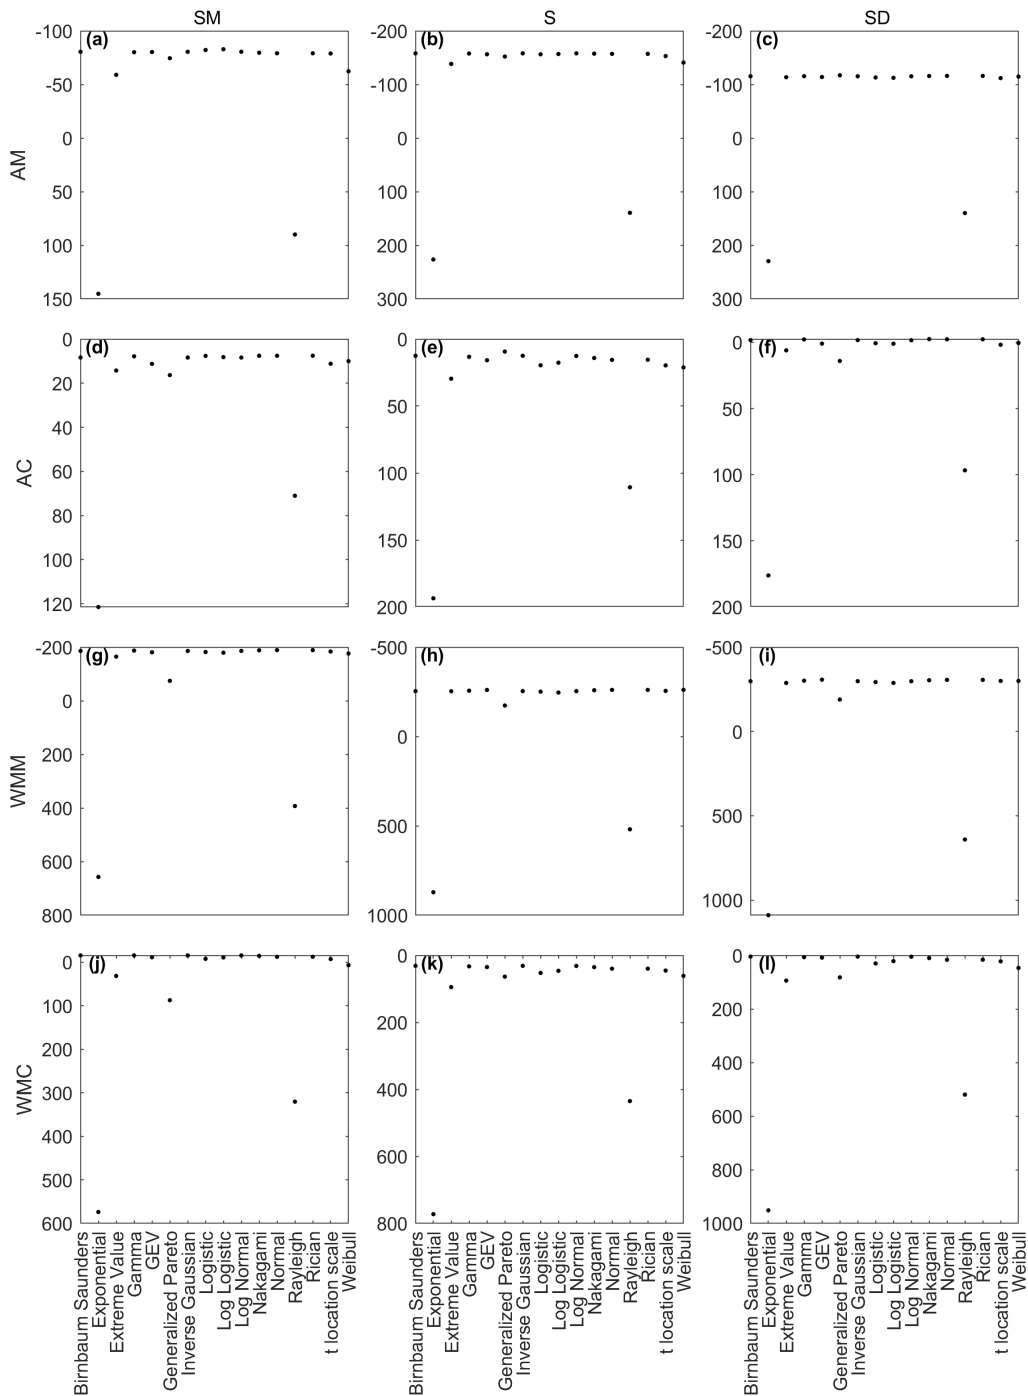 SM S SD
-100 (a) -200 (b) -200 (c)
-50 -100 -100
0 0 0
AM
50 100 100
100 200 200
150 300 300
0 (d) 0 (e) 0 (f)
20
40 50 50
60
AC
80 100 100
100 150 150
120 200 200
-200 (g) -500 (h) -500 (i)
0
0 0
200
WMM
400 500 500
600
800 1000 1000
0 (j) 0 (k) 0 (l)
100
200 200 200
300
WMC
400 400 400
500 600 600
800
600 800 1000
Birnbaum Saunders
Exponential
Extreme Value
Gamma
GEV
Generalized Pareto
Inverse Gaussian
Logistic
Log Logistic
Log Normal
Nakagami
Normal
Rayleigh
Rician
t location scale
Weibull
Birnbaum Saunders
Exponential
Extreme Value
Gamma
GEV
Generalized Pareto
Inverse Gaussian
Logistic
Log Logistic
Log Normal
Nakagami
Normal
Rayleigh
Rician
t location scale
Weibull
Birnbaum Saunders
Exponential
Extreme Value
Gamma
GEV
Generalized Pareto
Inverse Gaussian
Logistic
Log Logistic
Log Normal
Nakagami
Normal
Rayleigh
Rician
t location scale
Weibull